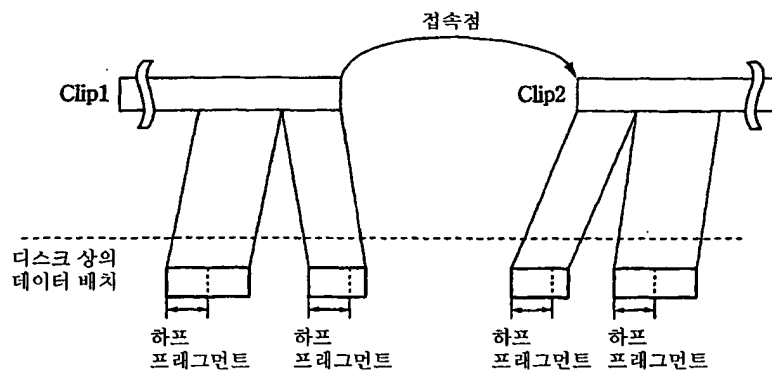 접속점
Clip1
Clip2
디스크 상의
데이터 배치
하프
프래그먼트
하프
프래그먼트
하프
프래그먼트
하프
프래그먼트